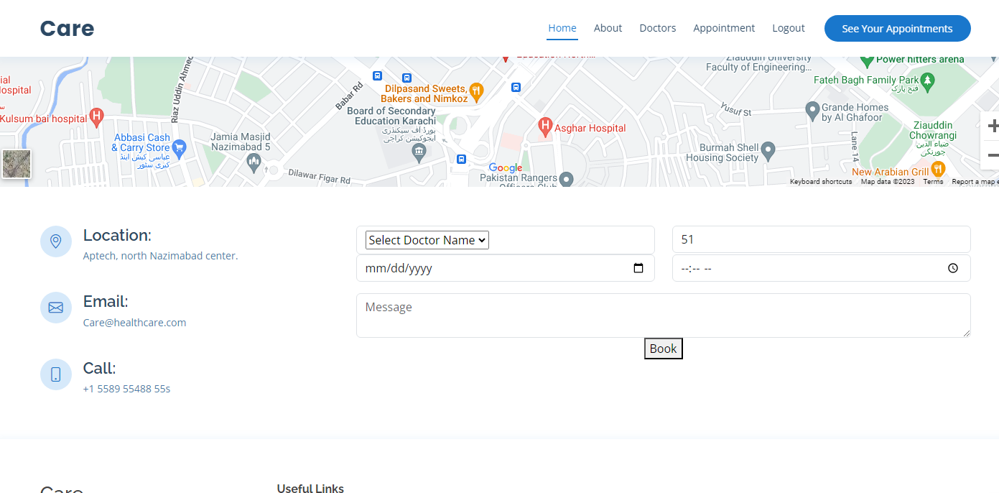 Care
Home
About
Doctors
Appointment
Logout
See Your Appointments
Ziauddin University
Faculty of Engineering...
Power hitters arena
ial
Hospital
Riaz Uddin Ahmed
Babar Rd
Dilpasand Sweets,
Bakers and Nimkoz
Fateh Bagh Family Park
فتح پارک
Kulsum bai hospital
Board of Secondary
Education Karachi
بورڈ آف سیکنڈری
ایجوکیشن کراچی
Yusuf St
Grande Homes
by Al Ghafoor
Asghar Hospital
Abbasi Cash
& Carry Store
عباسی کیش اینڈ
کیری سٹور
Jamia Masjid
Nazimabad 5
Ziauddin
Chowrangi
ضیاء الدین
چورنگی
Lane 14
Burmah Shell
Housing Society
Dilawar Figar Rd
Google
Pakistan Rangers
Officers Club
New Arabian Grill
Keyboard shortcuts
Map data ©2023
Terms
Report a map e
Location:
Aptech, north Nazimabad center.
Select Doctor Name
51
mm/dd/yyyy
--:-- --
Email:
Care@healthcare.com
Message
Book
Call:
+1 5589 55488 55s
Care
Useful Links